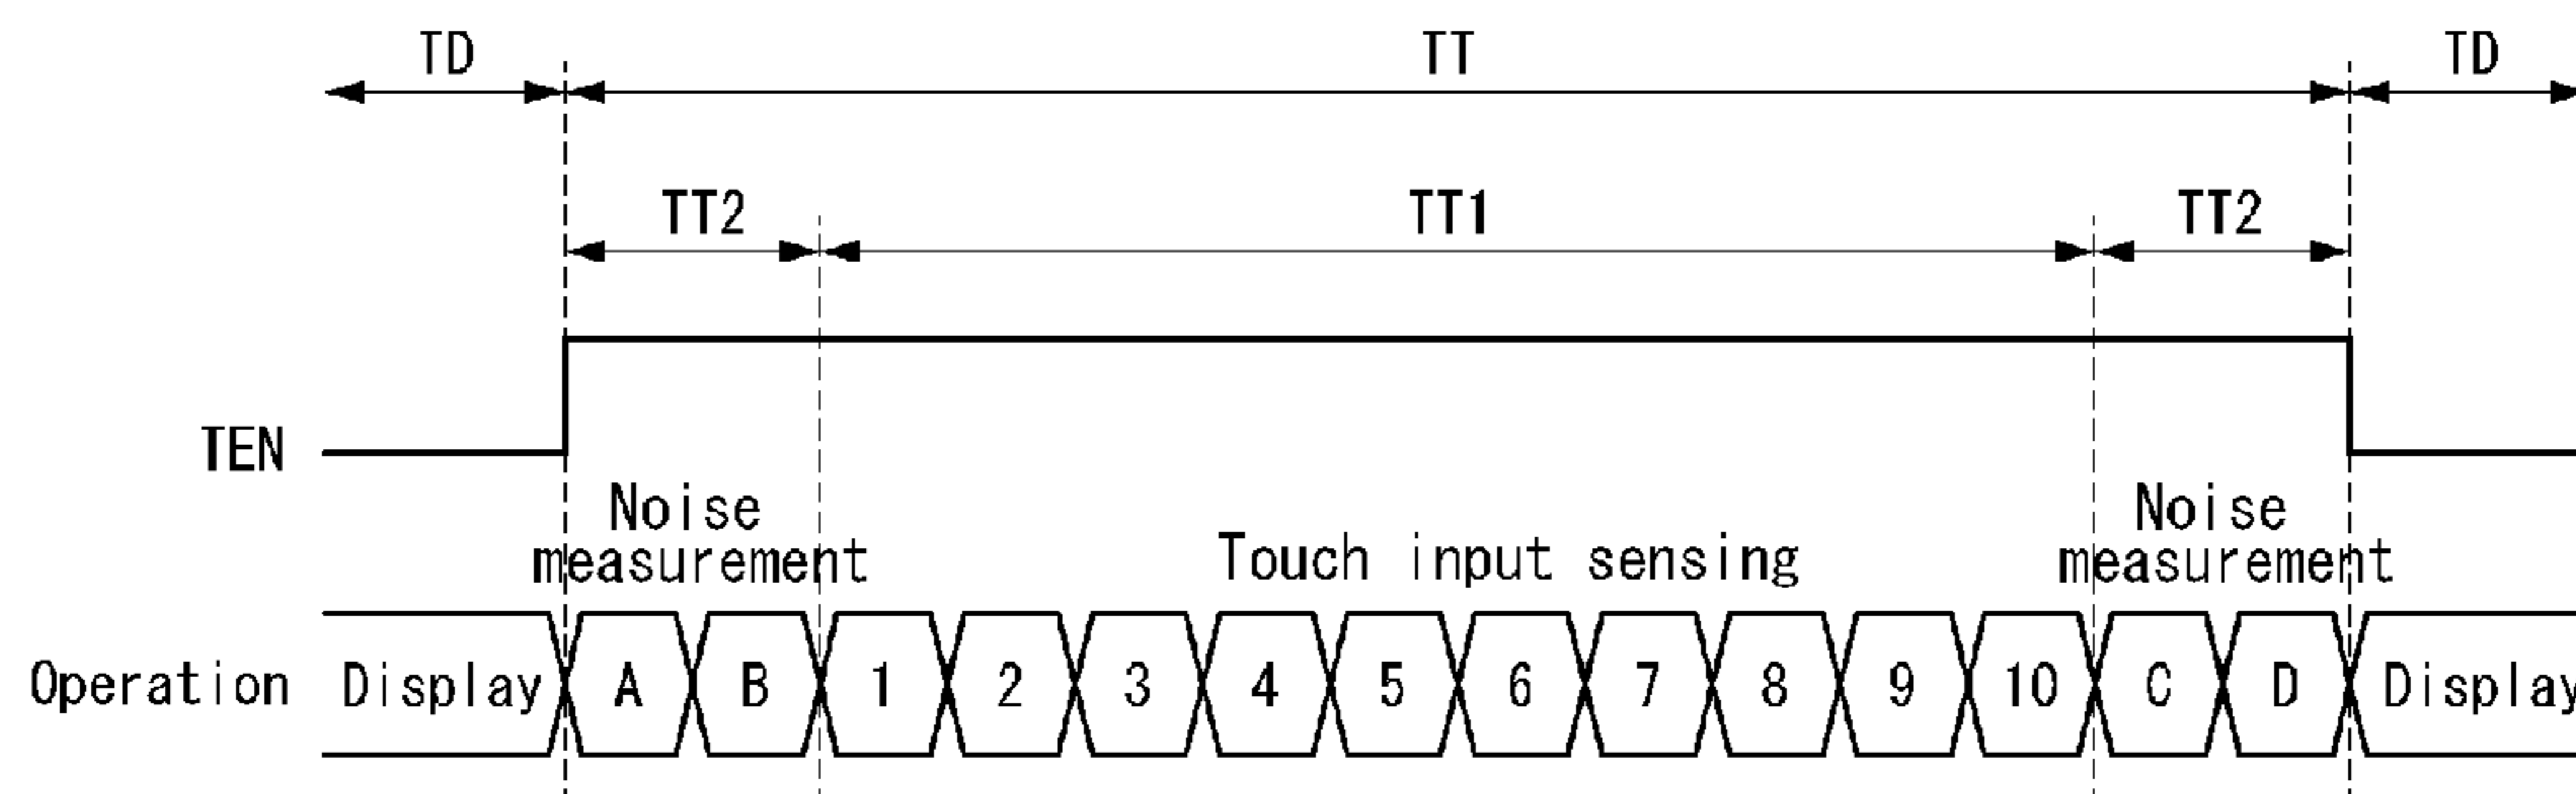 TD TT TD
TT2 TT1 TT2
TEN
Noise
measurement
Touch input sensing
Noise
measurement
Operation Display A B 1 2 3 4 5 6 7 8 9 10 C D Display